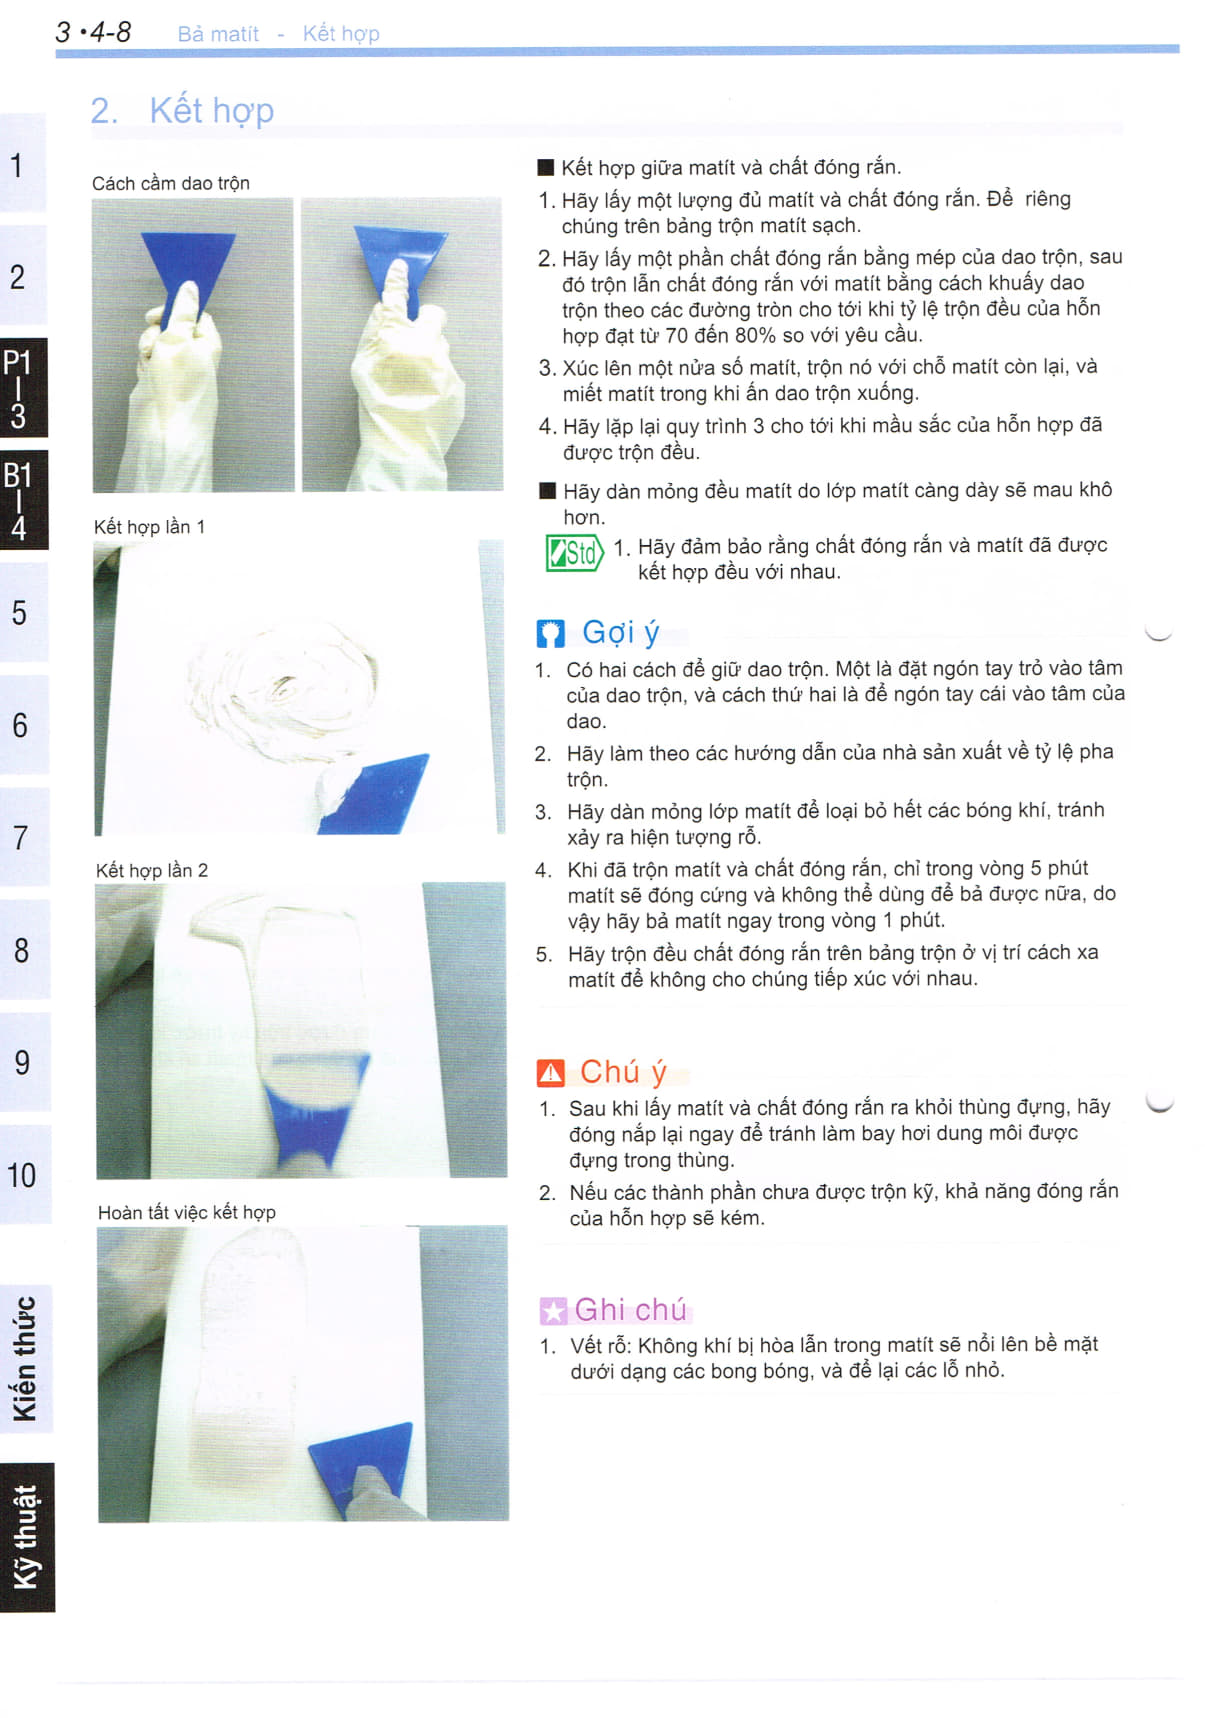 3 •4-8 Bả matít - Kết hợp
2. Kết hợp
1
2
P1
3
B1
4
5
6
7
8
9
10
Kiến thức
Kỹ thuật
Cách cầm dao trộn
Kết hợp lần 1
Kết hợp lần 2
Hoàn tất việc kết hợp
■ Kết hợp giữa matít và chất đóng rắn.
1. Hãy lấy một lượng đủ matít và chất đóng rắn. Để riêng
chúng trên bảng trộn matít sạch.
2. Hãy lấy một phần chất đóng rắn bằng mép của dao trộn, sau
đó trộn lẫn chất đóng rắn với matít bằng cách khuấy dao
trộn theo các đường tròn cho tới khi tỷ lệ trộn đều của hỗn
hợp đạt từ 70 đến 80% so với yêu cầu.
3. Xúc lên một nửa số matít, trộn nó với chỗ matít còn lại, và
miết matít trong khi ấn dao trộn xuống.
4. Hãy lặp lại quy trình 3 cho tới khi mầu sắc của hỗn hợp đã
được trộn đều.
■ Hãy dàn mỏng đều matít do lớp matít càng dày sẽ mau khô
hơn.
Std 1. Hãy đảm bảo rằng chất đóng rắn và matít đã được
kết hợp đều với nhau.
Gợi ý
1. Có hai cách để giữ dao trộn. Một là đặt ngón tay trỏ vào tâm
của dao trộn, và cách thứ hai là để ngón tay cái vào tâm của
dao.
2. Hãy làm theo các hướng dẫn của nhà sản xuất về tỷ lệ pha
trộn.
3. Hãy dàn mỏng lớp matít để loại bỏ hết các bóng khí, tránh
xảy ra hiện tượng rỗ.
4. Khi đã trộn matít và chất đóng rắn, chỉ trong vòng 5 phút
matít sẽ đóng cứng và không thể dùng để bả được nữa, do
vậy hãy bả matít ngay trong vòng 1 phút.
5. Hãy trộn đều chất đóng rắn trên bảng trộn ở vị trí cách xa
matít để không cho chúng tiếp xúc với nhau.
Chú ý
1. Sau khi lấy matít và chất đóng rắn ra khỏi thùng đựng, hãy
đóng nắp lại ngay để tránh làm bay hơi dung môi được
đựng trong thùng.
2. Nếu các thành phần chưa được trộn kỹ, khả năng đóng rắn
của hỗn hợp sẽ kém.
Ghi chú
1. Vết rỗ: Không khí bị hòa lẫn trong matít sẽ nổi lên bề mặt
dưới dạng các bong bóng, và để lại các lỗ nhỏ.